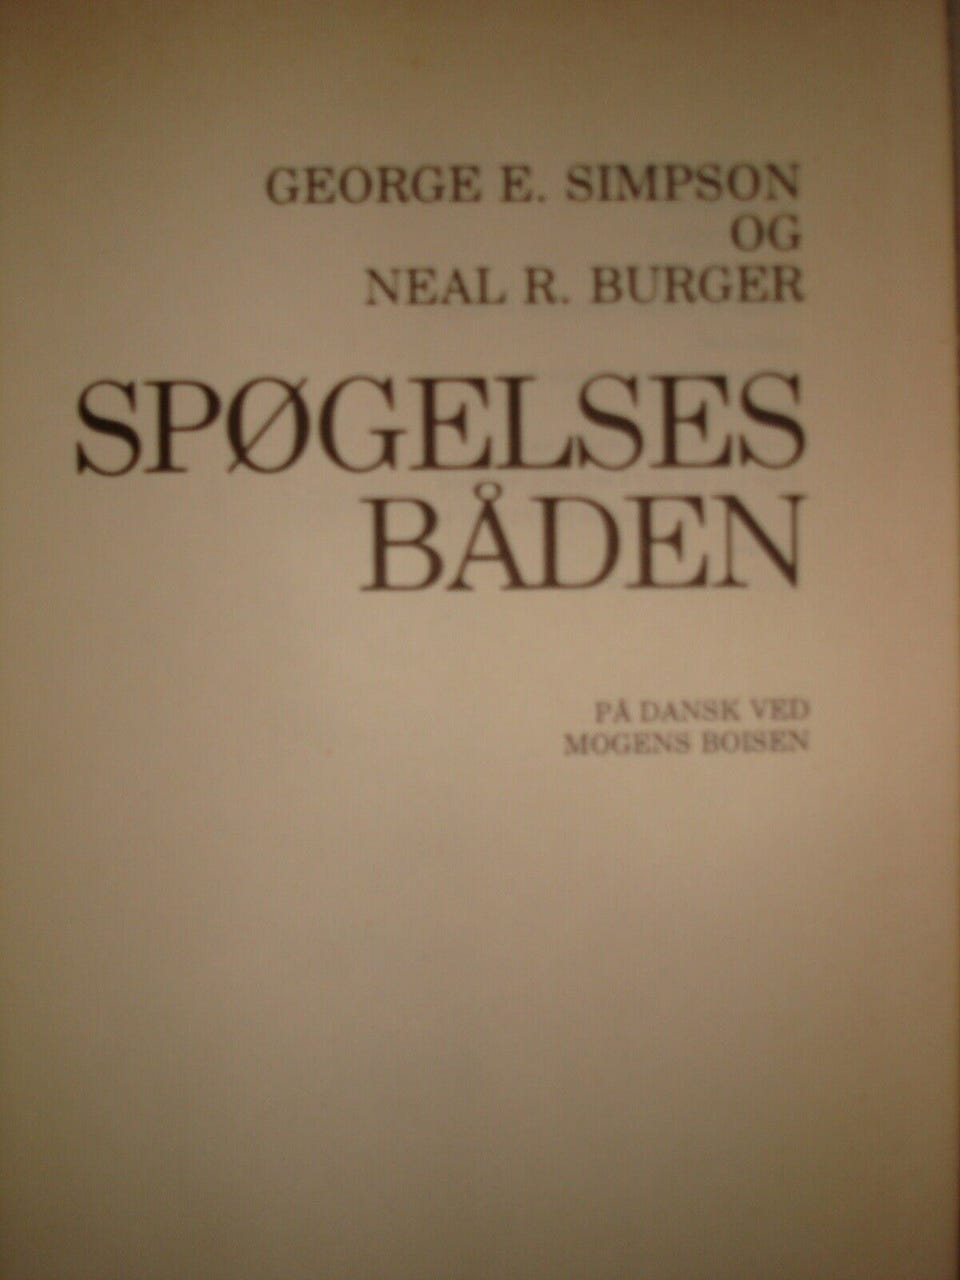 GEORGE E. SIMPSON
OG
NEAL R. BURGER
SPØGELSES
BÅDEN
PÅ DANSK VED
MOGENS BOISEN